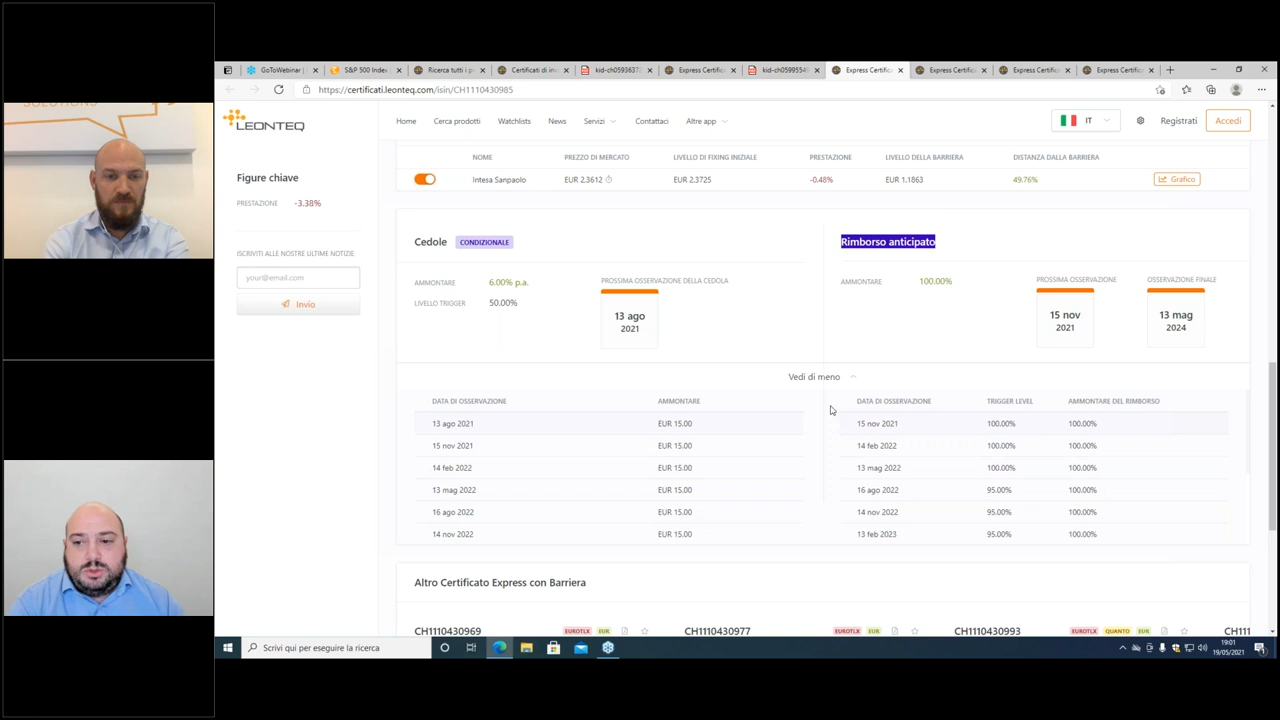 SOLUTIONS
GoToWebinar
S&P 500 Index
Ricerca tutti i p
Certificati di inv
kid-ch0593637
Express Certific
kid-ch05995549
Express Certific
Express Certific
Express Certific
Express Certific
https://certificati.leonteq.com/isin/CH1110430985
LEONTEQ
Home
Cerca prodotti
Watchlists
News
Servizi
Contattaci
Altre app
IT
Registrati
Accedi
Figure chiave
PRESTAZIONE -3.38%
ISCRIVITI ALLE NOSTRE ULTIME NOTIZIE
your@email.com
Invio
NOME PREZZO DI MERCATO LIVELLO DI FIXING INIZIALE PRESTAZIONE LIVELLO DELLA BARRIERA DISTANZA DALLA BARRIERA
Intesa Sanpaolo EUR 2.3612 EUR 2.3725 -0.48% EUR 1.1863 49.76% Grafico
Cedole CONDIZIONALE
AMMONTARE 6.00% p.a.
LIVELLO TRIGGER 50.00%
PROSSIMA OSSERVAZIONE DELLA CEDOLA
13 ago
2021
Rimborso anticipato
AMMONTARE 100.00%
PROSSIMA OSSERVAZIONE
15 nov
2021
OSSERVAZIONE FINALE
13 mag
2024
Vedi di meno
DATA DI OSSERVAZIONE AMMONTARE
13 ago 2021 EUR 15.00
15 nov 2021 EUR 15.00
14 feb 2022 EUR 15.00
13 mag 2022 EUR 15.00
16 ago 2022 EUR 15.00
14 nov 2022 EUR 15.00
DATA DI OSSERVAZIONE TRIGGER LEVEL AMMONTARE DEL RIMBORSO
15 nov 2021 100.00% 100.00%
14 feb 2022 100.00% 100.00%
13 mag 2022 100.00% 100.00%
16 ago 2022 95.00% 100.00%
14 nov 2022 95.00% 100.00%
13 feb 2023 95.00% 100.00%
Altro Certificato Express con Barriera
CH1110430969 EUROTLX EUR
CH1110430977 EUROTLX EUR
CH1110430993 EUROTLX QUANTO EUR
CH111
Scrivi qui per eseguire la ricerca
19:01
19/05/2021